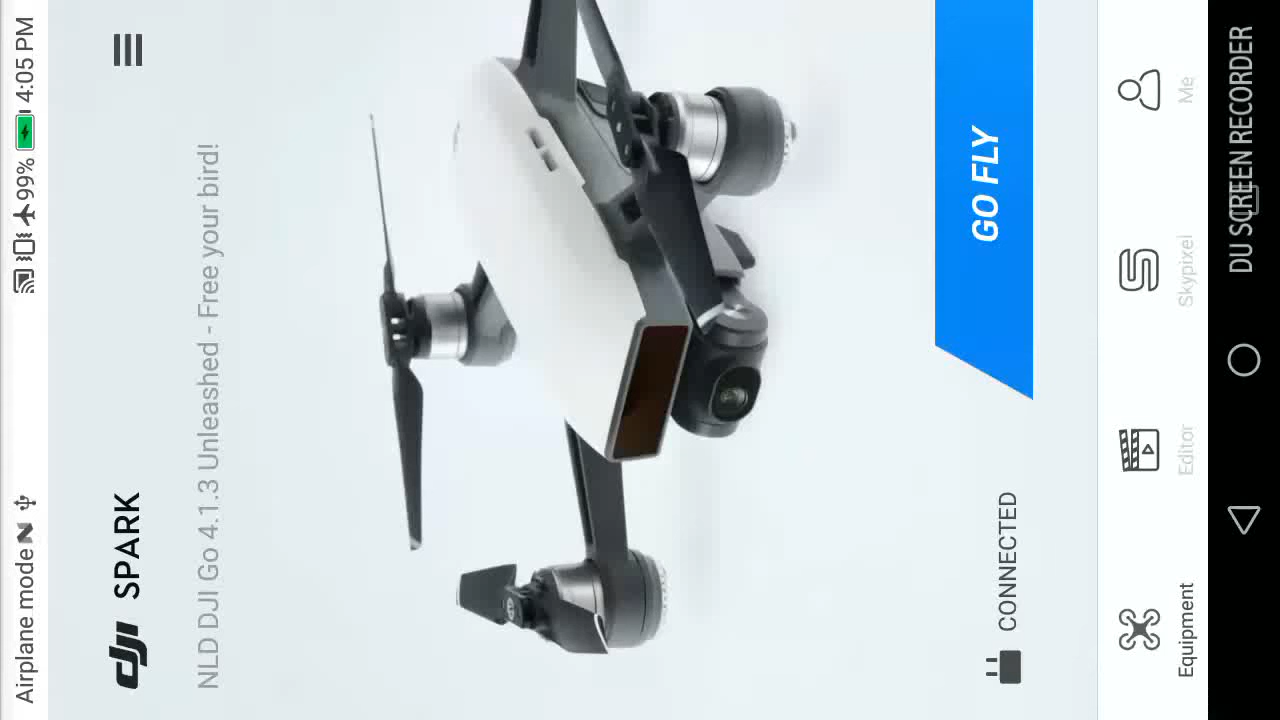 Airplane mode 99% 4:05 PM
dji SPARK
NLD DJI Go 4.1.3 Unleashed - Free your bird!
CONNECTED
GO FLY
Equipment
Editor
Skypixel
Me
DU SCREEN RECORDER